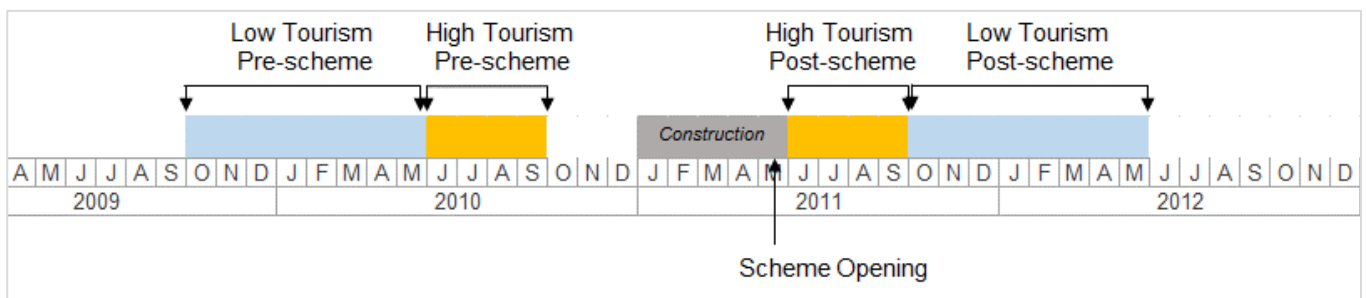 Low Tourism
Pre-scheme
High Tourism
Pre-scheme
High Tourism
Post-scheme
Low Tourism
Post-scheme
Construction
A M J J A S O N D J F M A M J J A S O N D J F M A M J J A S O N D J F M A M J J A S O N D
2009 2010 2011 2012
Scheme Opening